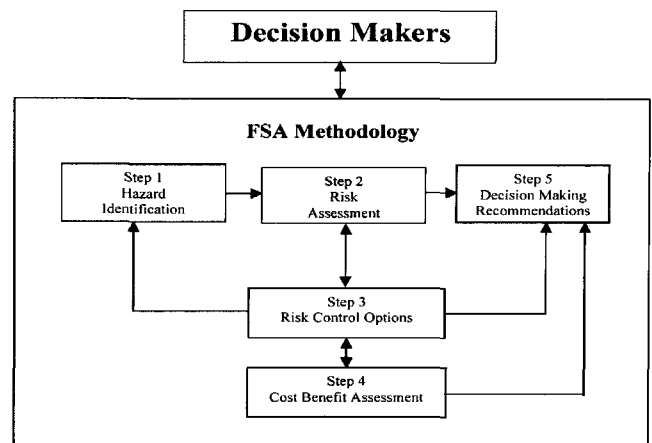 Decision Makers
FSA Methodology
Step 1
Hazard
Identification
Step 2
Risk
Assessment
Step 5
Decision Making
Recommendations
Step 3
Risk Control Options
Step 4
Cost Benefit Assessment